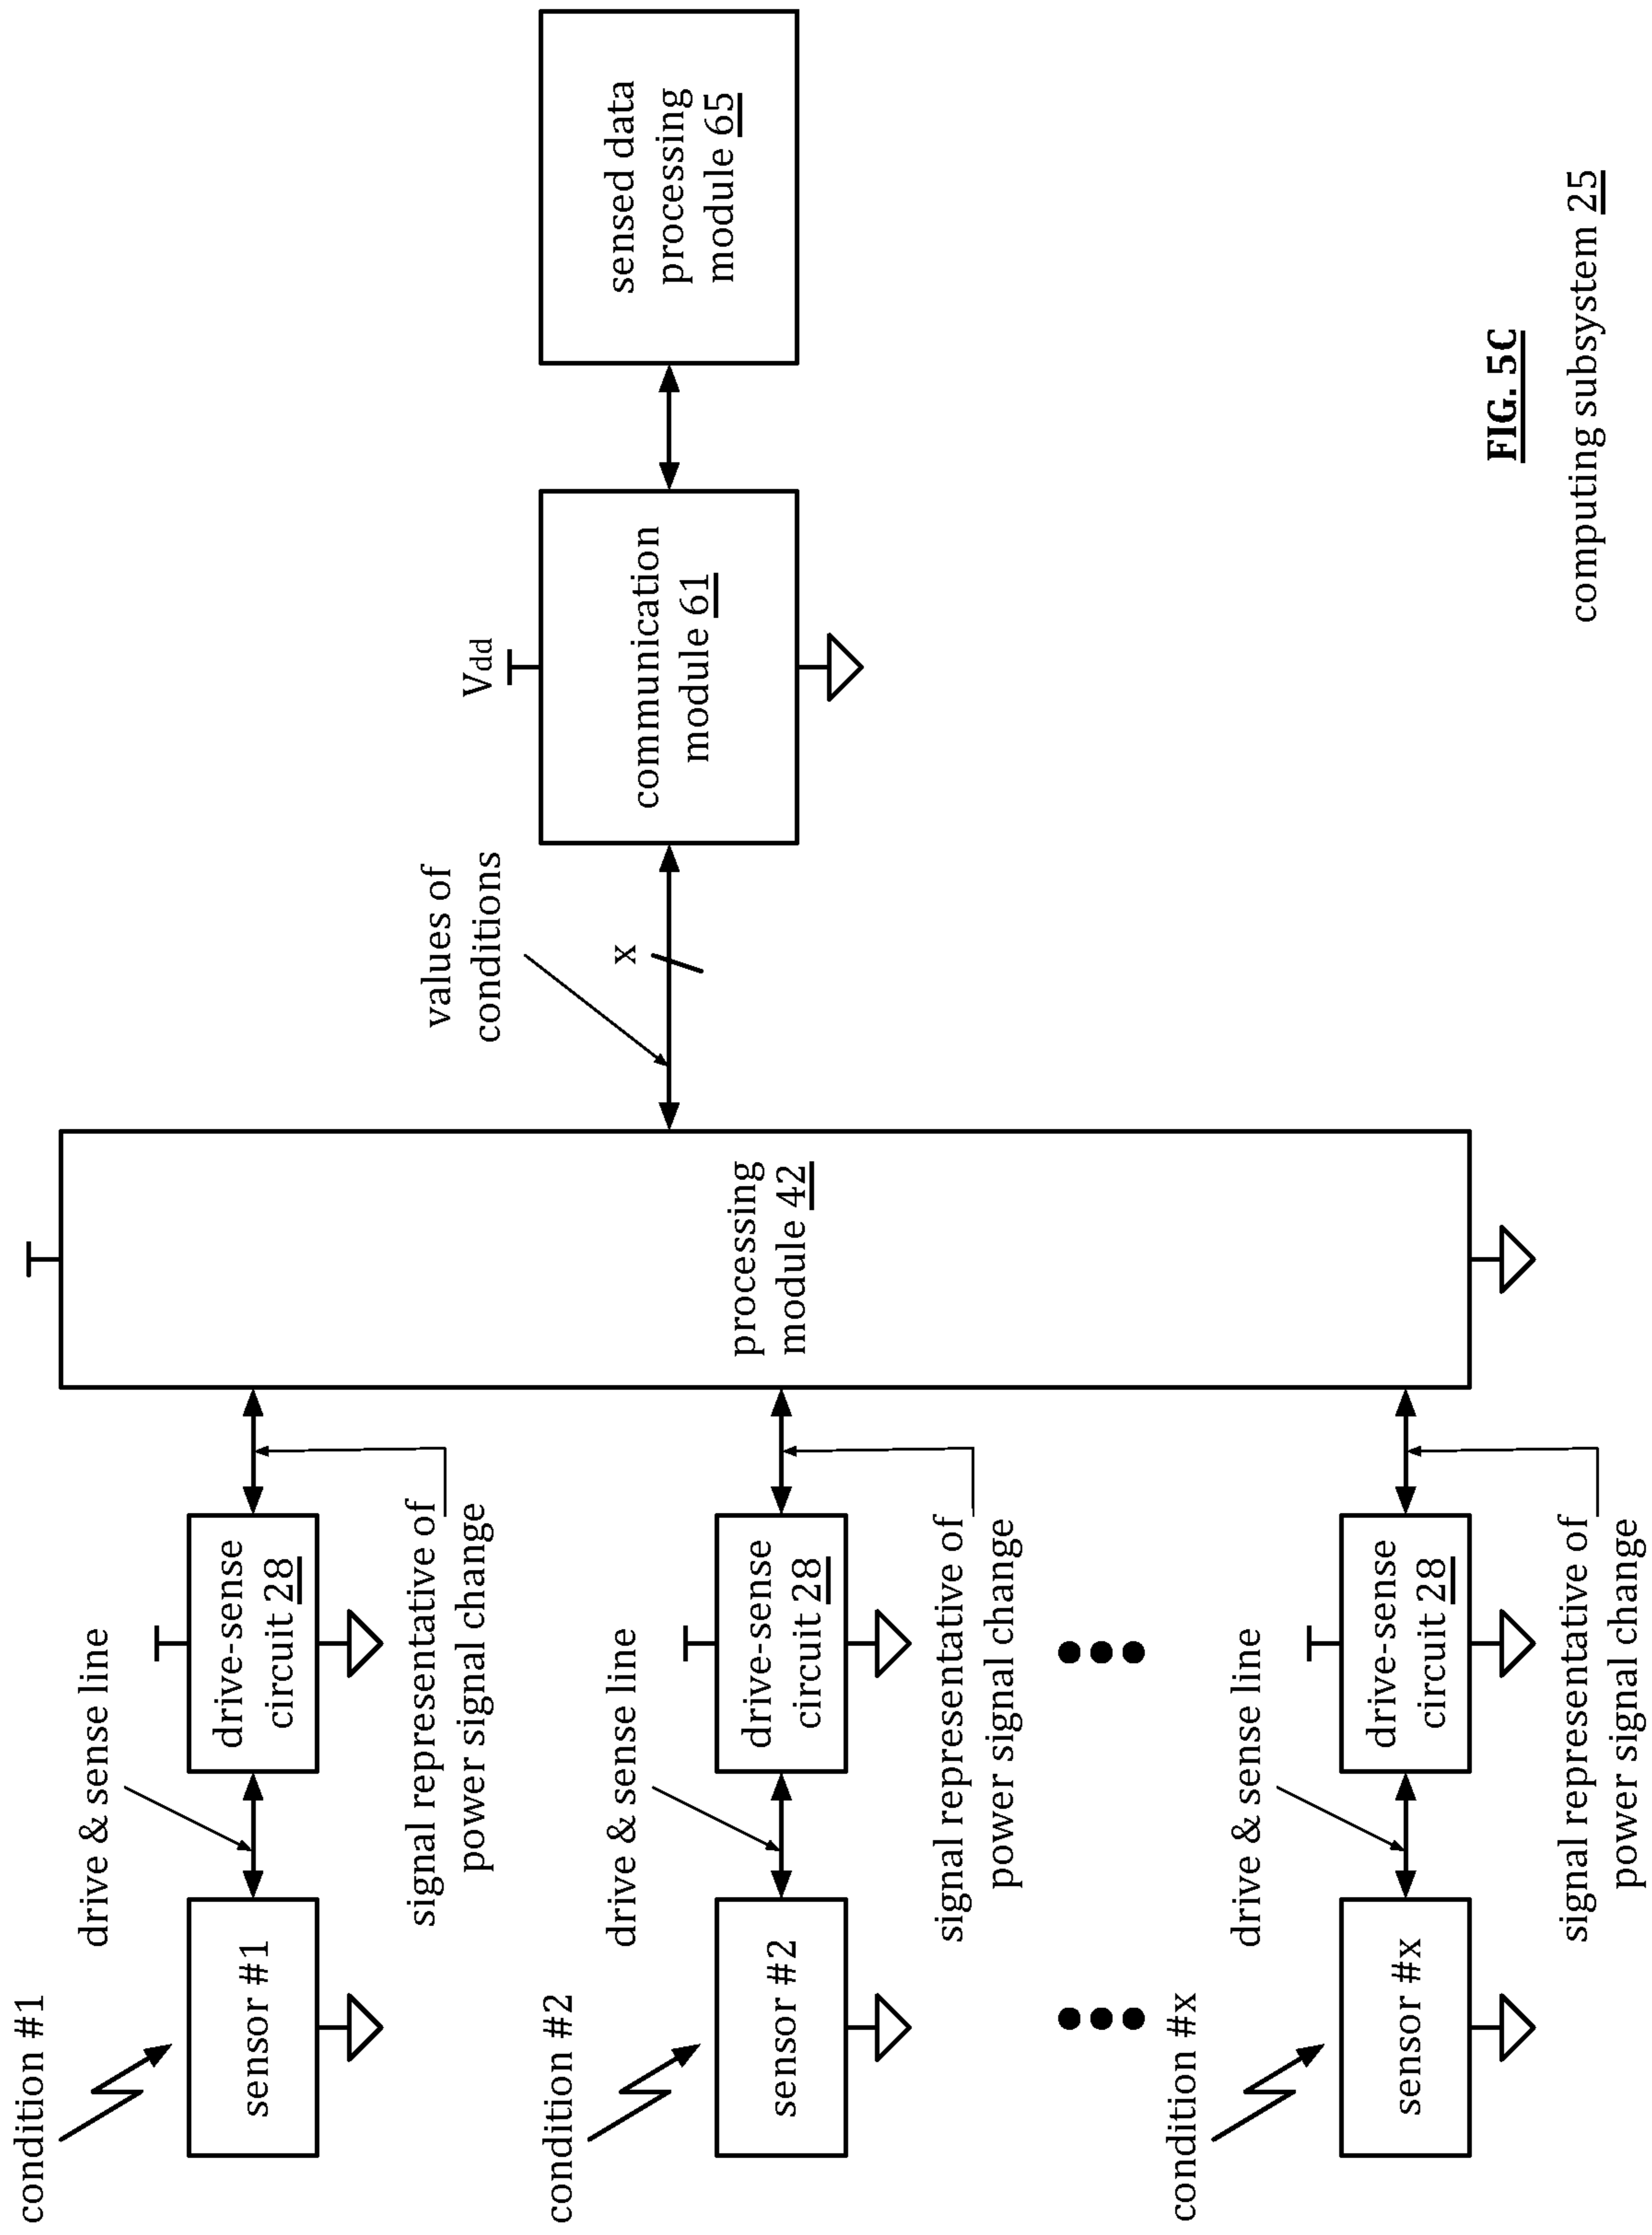 condition #1
drive & sense line
sensor #1
drive-sense
circuit 28
signal representative of
power signal change
condition #2
drive & sense line
sensor #2
drive-sense
circuit 28
signal representative of
power signal change
condition #x
drive & sense line
sensor #x
drive-sense
circuit 28
signal representative of
power signal change
processing
module 42
values of
conditions
x
Vdd
communication
module 61
sensed data
processing
module 65
FIG. 5C
computing subsystem 25